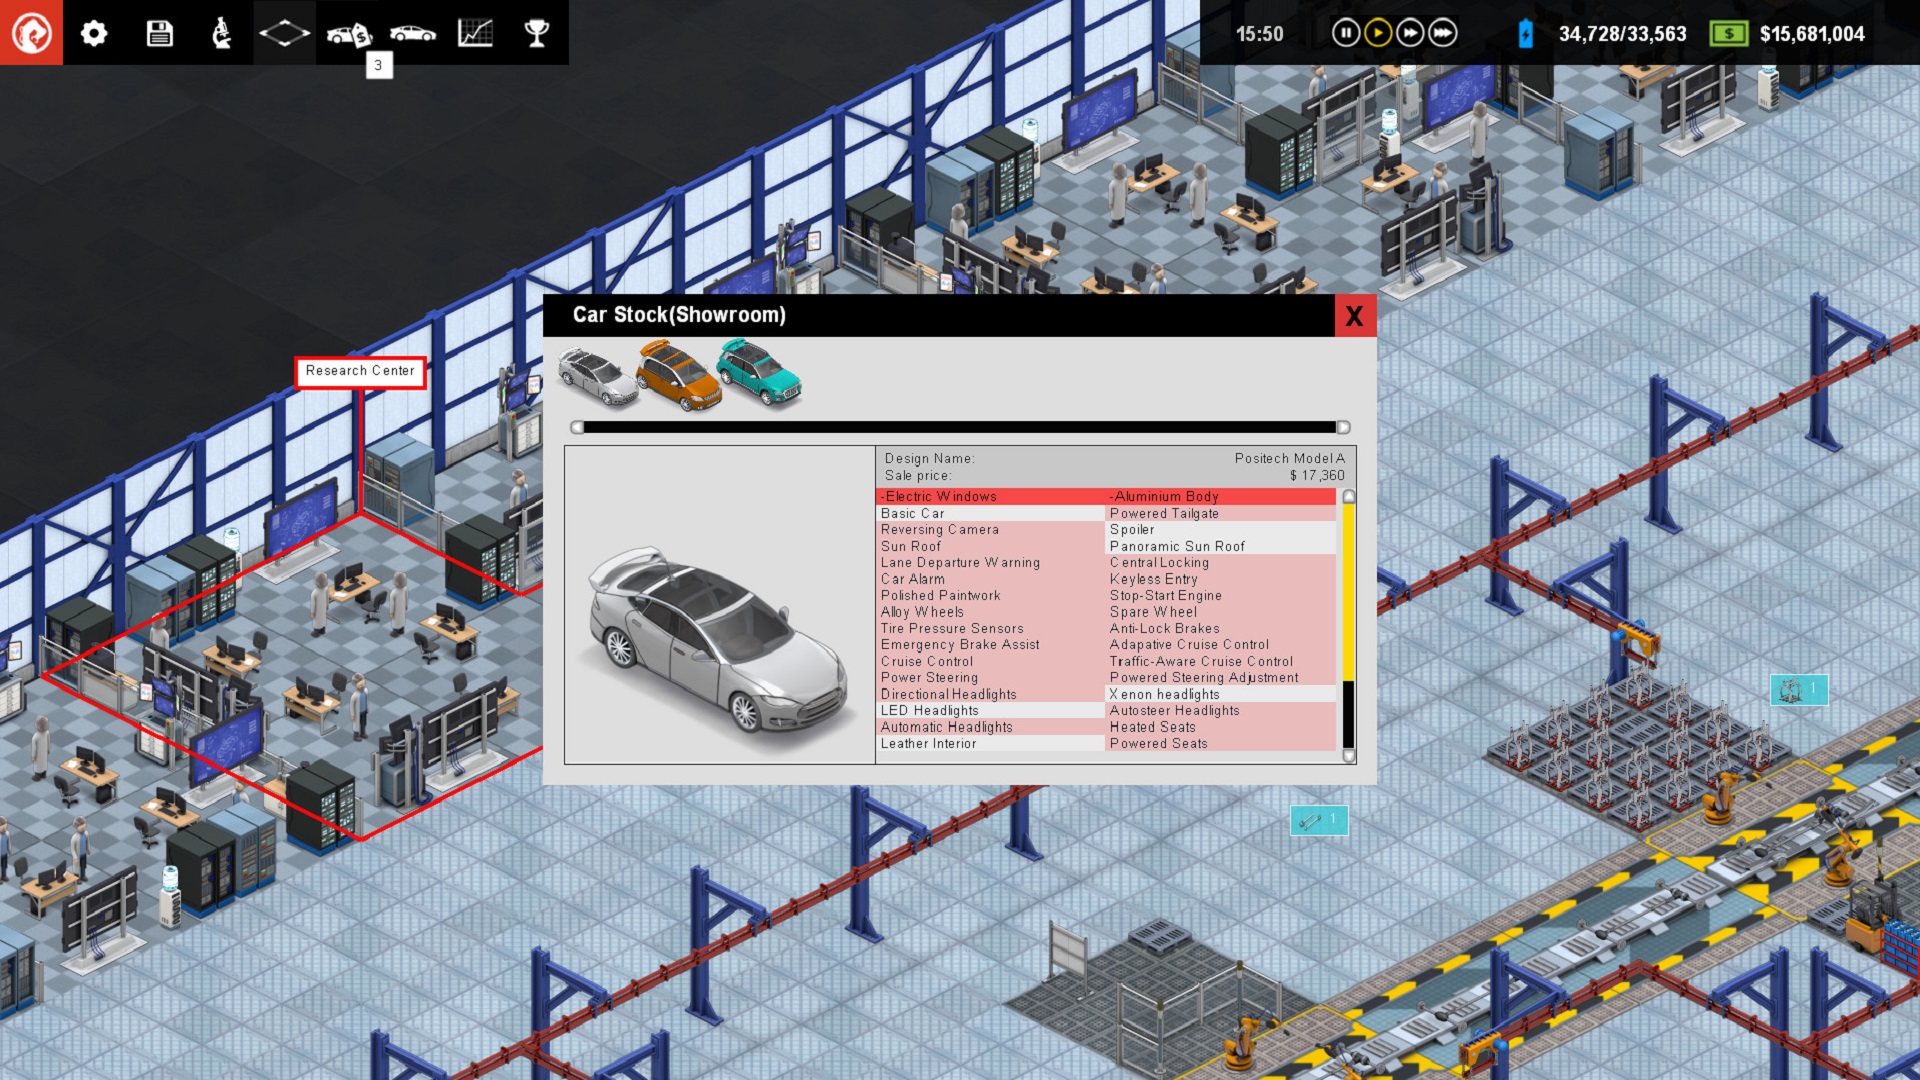 15:50
34,728/33,563
$15,681,004
3
Car Stock(Showroom)
X
Research Center
Design Name: Positech Model A
Sale price: $ 17,360
-Electric Windows -Aluminium Body
Basic Car Powered Tailgate
Reversing Camera Spoiler
Sun Roof Panoramic Sun Roof
Lane Departure Warning Central Locking
Car Alarm Keyless Entry
Polished Paintwork Stop-Start Engine
Alloy Wheels Spare Wheel
Tire Pressure Sensors Anti-Lock Brakes
Emergency Brake Assist Adaptive Cruise Control
Cruise Control Traffic-Aware Cruise Control
Power Steering Powered Steering Adjustment
Directional Headlights Xenon headlights
LED Headlights Autosteer Headlights
Automatic Headlights Heated Seats
Leather Interior Powered Seats
1
1